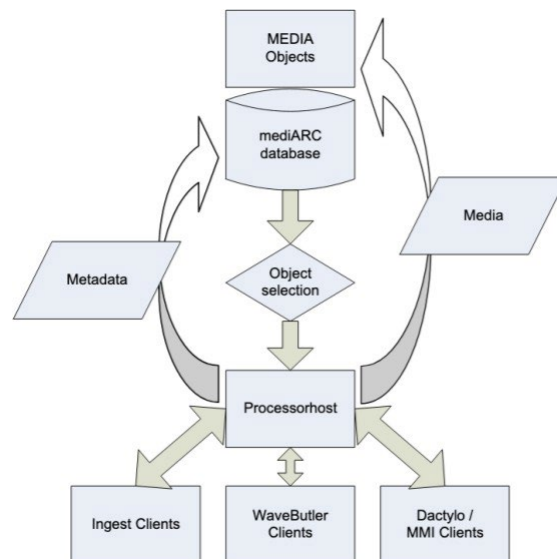 MEDIA
Objects
mediARC
database
Metadata
Media
Object
selection
Processorhost
Ingest Clients
WaveButler
Clients
Dactylo /
MMI Clients